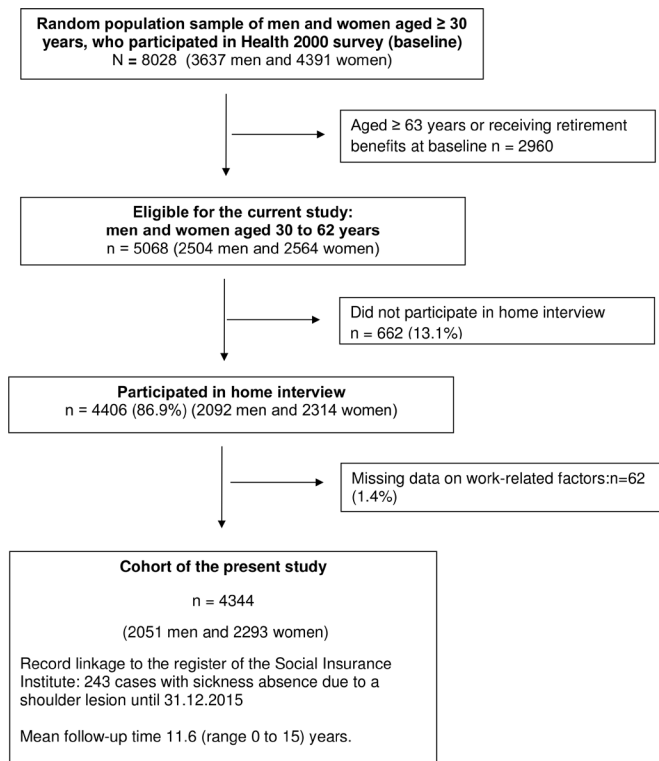 Random population sample of men and women aged ≥ 30
years, who participated in Health 2000 survey (baseline)
N = 8028 (3637 men and 4391 women)
Aged ≥ 63 years or receiving retirement
benefits at baseline n = 2960
Eligible for the current study:
men and women aged 30 to 62 years
n = 5068 (2504 men and 2564 women)
Did not participate in home interview
n = 662 (13.1%)
Participated in home interview
n = 4406 (86.9%) (2092 men and 2314 women)
Missing data on work-related factors:n=62
(1.4%)
Cohort of the present study
n = 4344
(2051 men and 2293 women)
Record linkage to the register of the Social Insurance
Institute: 243 cases with sickness absence due to a
shoulder lesion until 31.12.2015
Mean follow-up time 11.6 (range 0 to 15) years.